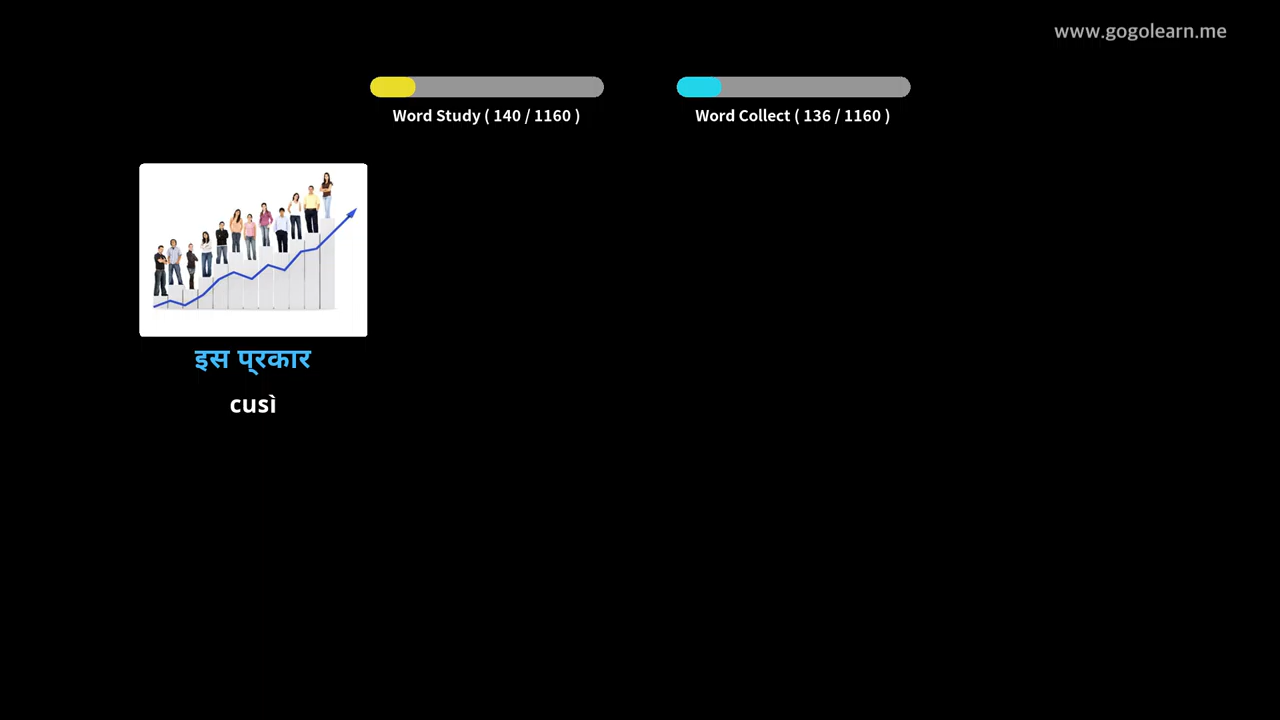 www.gogolearn.me
Word Study ( 140 / 1160 )
Word Collect ( 136 / 1160 )
इस प्रकार
cusì